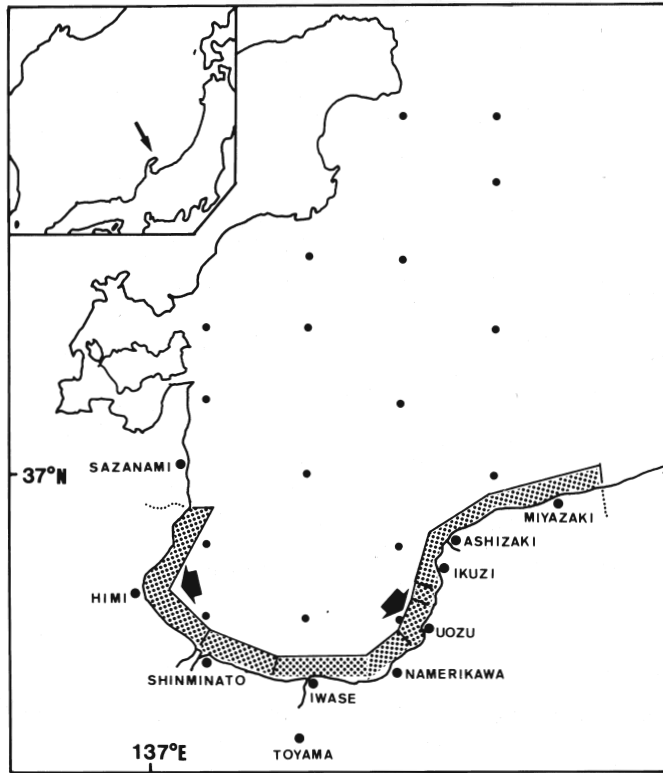 SAZANAMI
37°N
MIYAZAKI
ASHIZAKI
IKUZI
HIMI
UOZU
SHINMINATO
NAMERIKAWA
IWASE
TOYAMA
137°E